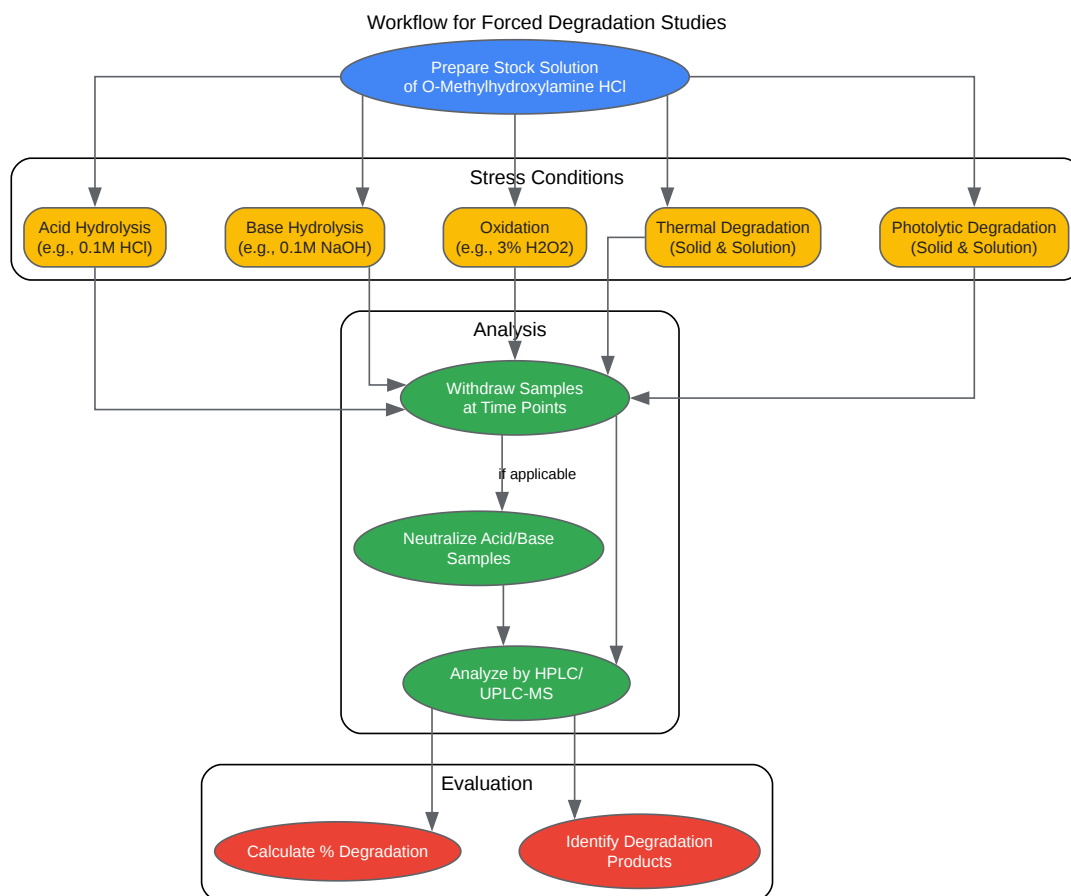 Workflow for Forced Degradation Studies
Prepare Stock Solution
of O-Methylhydroxylamine HCl
Stress Conditions
Acid Hydrolysis
(e.g., 0.1M HCl)
Base Hydrolysis
(e.g., 0.1M NaOH)
Oxidation
(e.g., 3% H2O2)
Thermal Degradation
(Solid & Solution)
Photolytic Degradation
(Solid & Solution)
Analysis
Withdraw Samples
at Time Points
if applicable
Neutralize Acid/Base
Samples
Analyze by HPLC/
UPLC-MS
Evaluation
Calculate % Degradation
Identify Degradation
Products